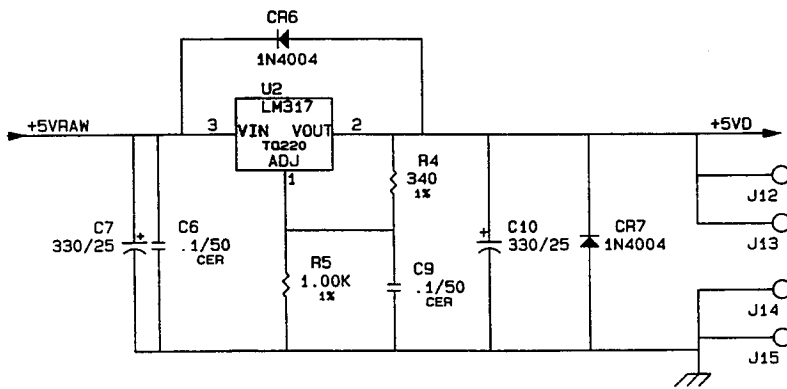 CR6
1N4004
U2
LM317
+5VRAW
3
VIN
VOUT
2
+5VD
TO220
ADJ
1
R4
340
1%
J12
J13
C7
330/25
+
C6
.1/50
CER
R5
1.00K
1%
C9
.1/50
CER
+
C10
330/25
CR7
1N4004
J14
J15